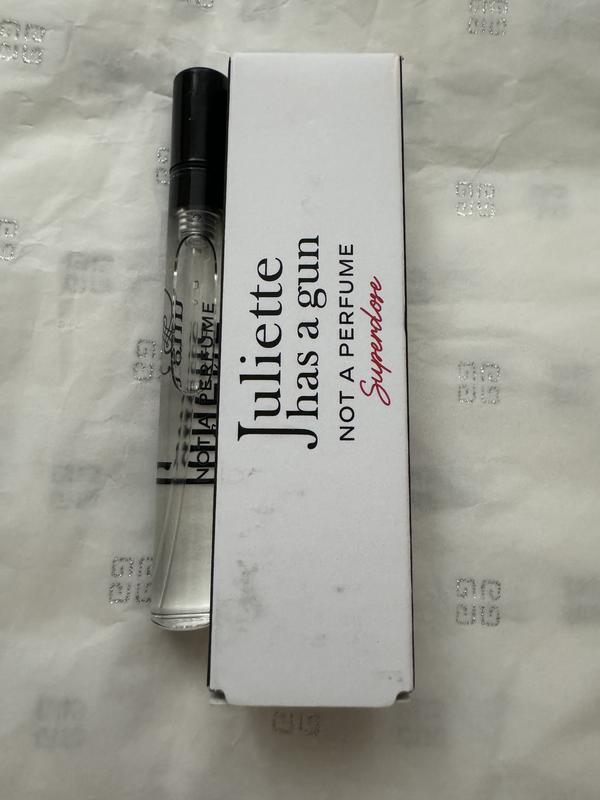 Juliette
has a gun
NOT A PERFUME
Superdose
NOT A PERFUME